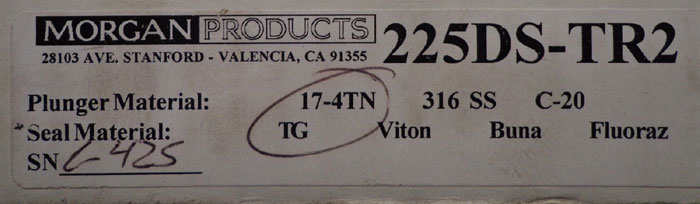 MORGAN PRODUCTS 225DS-TR2
28103 AVE. STANFORD - VALENCIA, CA 91355
Plunger Material: 17-4TN 316 SS C-20
*Seal Material: TG Viton Buna Fluoraz
SN L-425